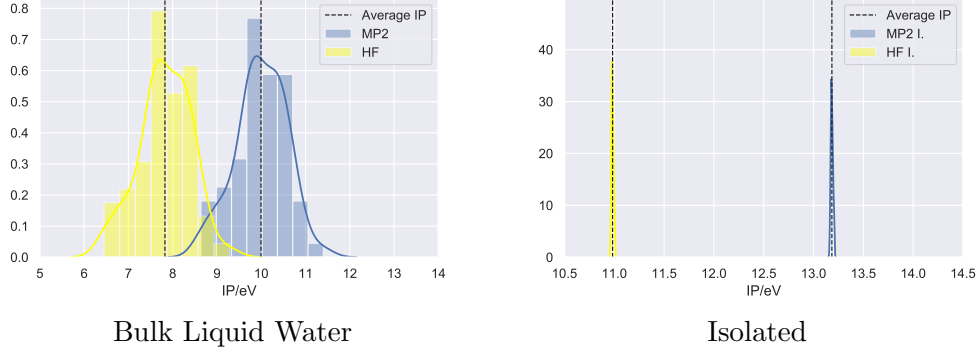 0.8
0.7
0.6
0.5
0.4
0.3
0.2
0.1
0.0
5 6 7 8 9 10 11 12 13 14
IP/eV
Average IP
MP2
HF
Bulk Liquid Water
40
30
20
10
0
10.5 11.0 11.5 12.0 12.5 13.0 13.5 14.0 14.5
IP/eV
Average IP
MP2 I.
HF I.
Isolated